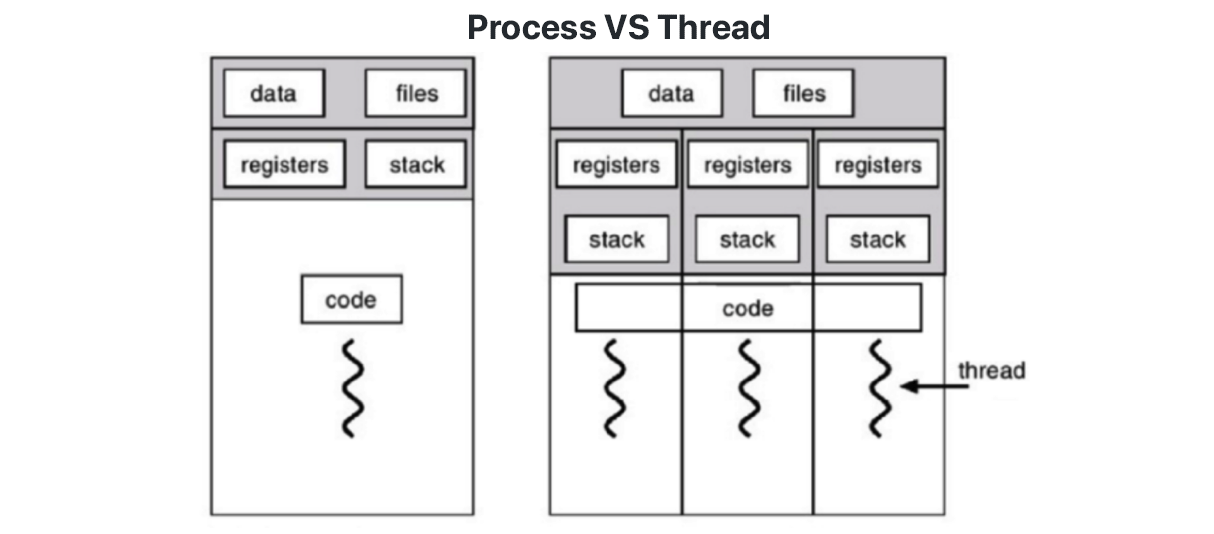 Process VS Thread
data files
registers stack
code
data files
registers registers registers
stack stack stack
code
thread